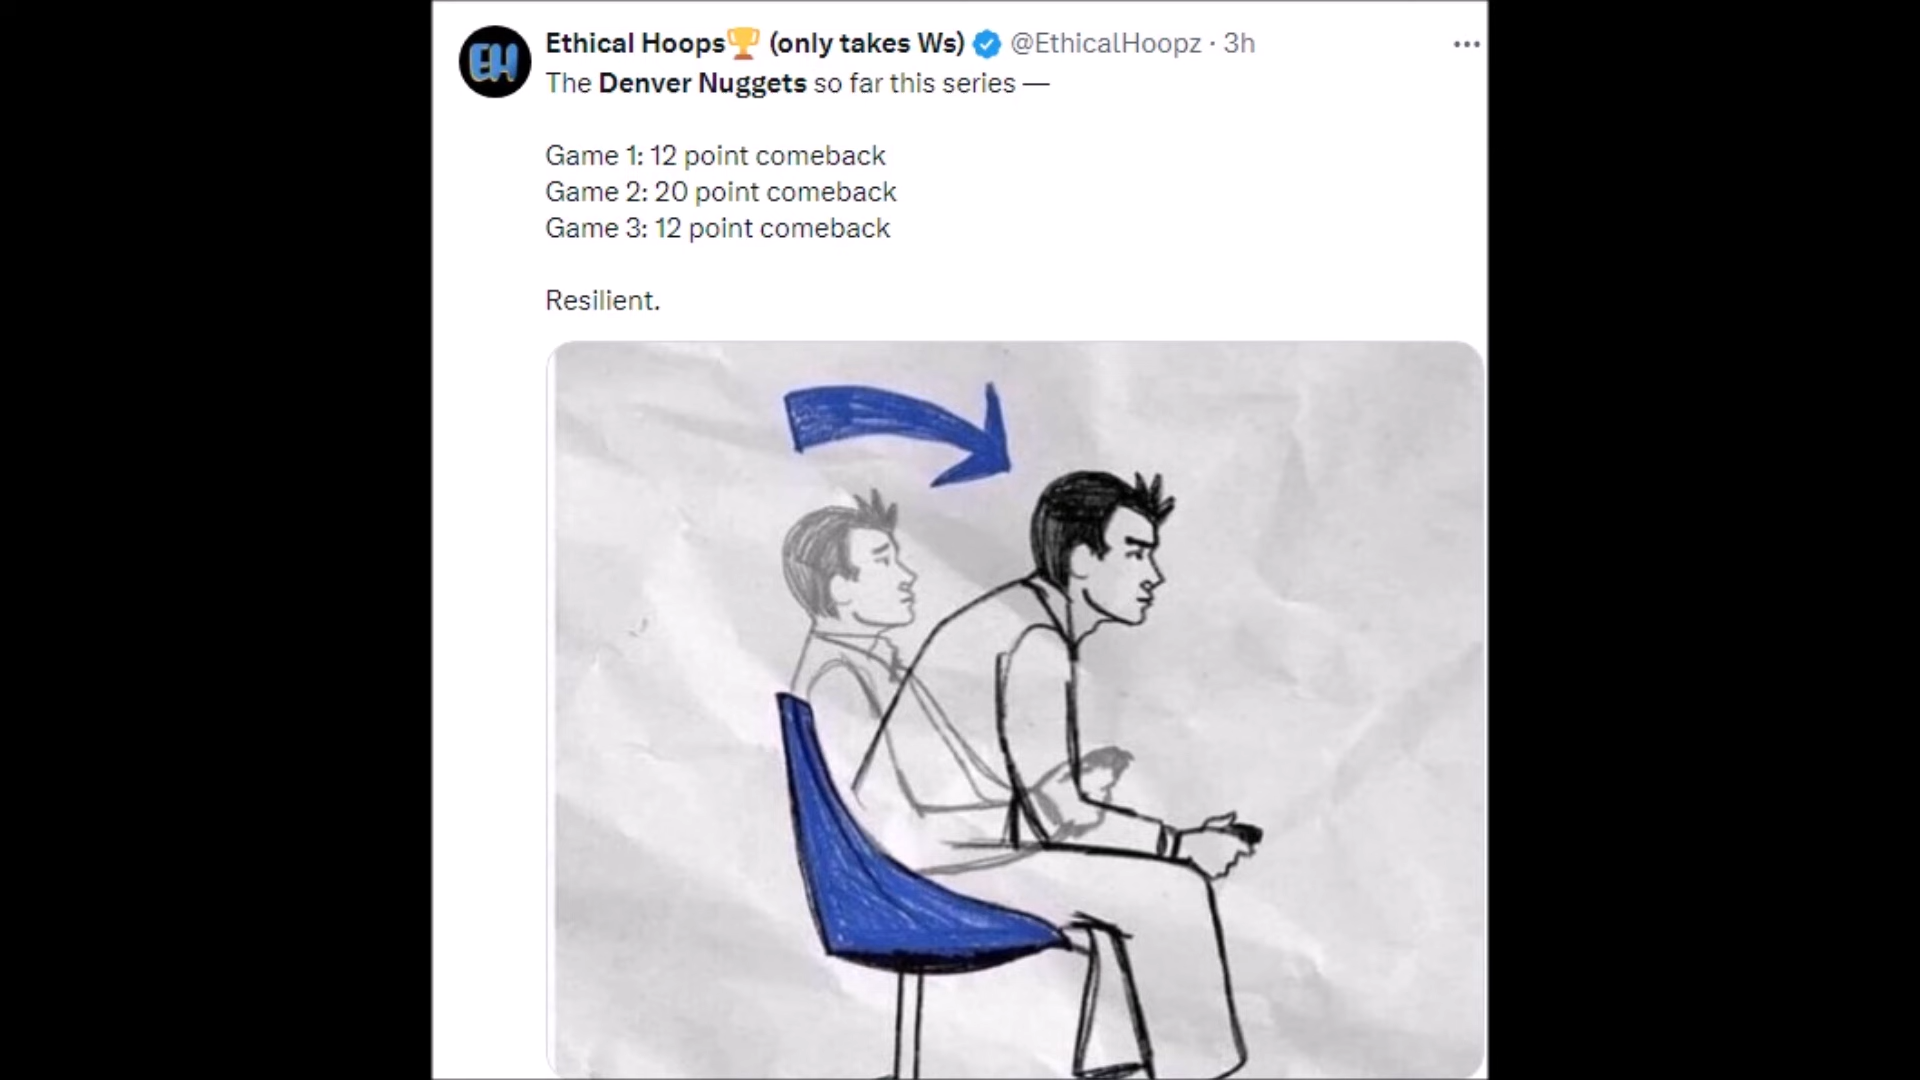 EH
Ethical Hoops🏆 (only takes Ws) @EthicalHoopz · 3h
The Denver Nuggets so far this series —
Game 1: 12 point comeback
Game 2: 20 point comeback
Game 3: 12 point comeback
Resilient.